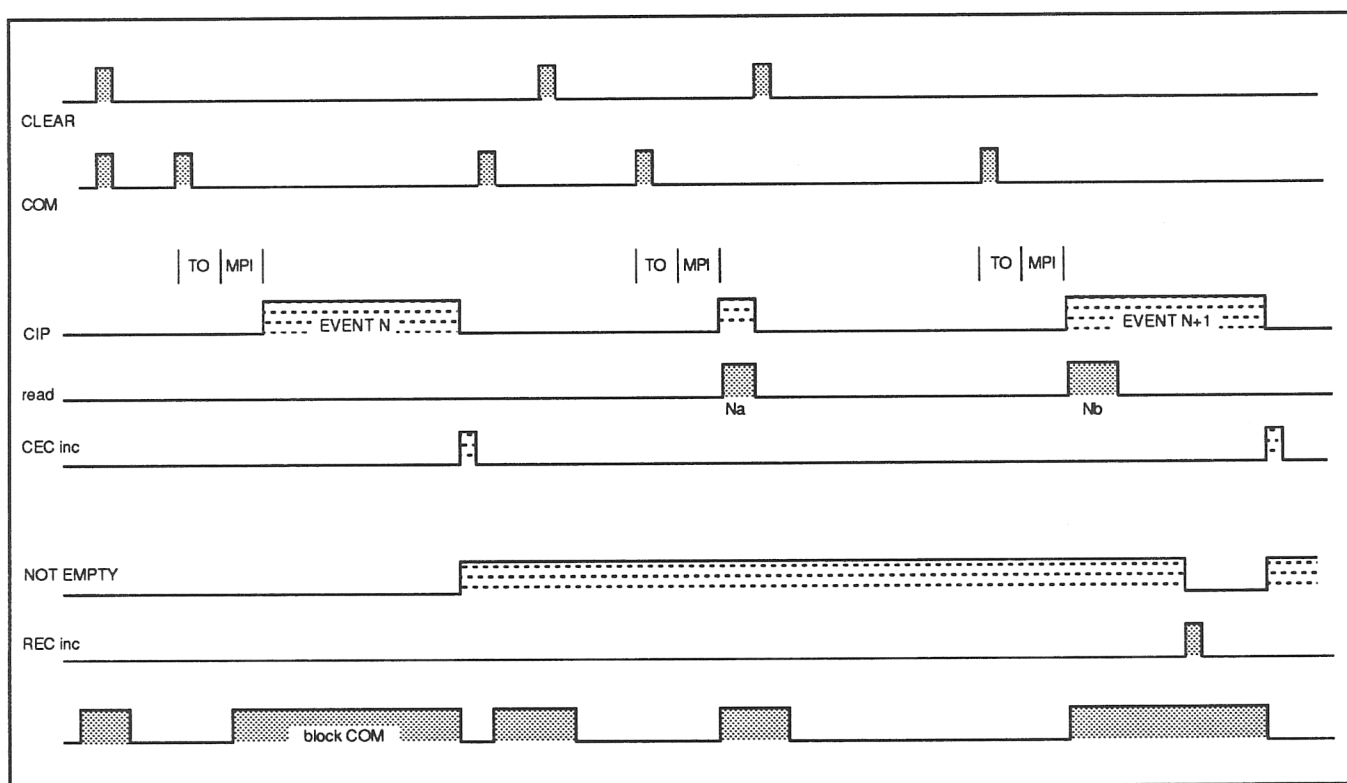 CLEAR
COM
TO MPI TO MPI TO MPI
EVENT N EVENT N+1
CIP
read
Na Nb
CEC inc
NOT EMPTY
REC inc
block COM